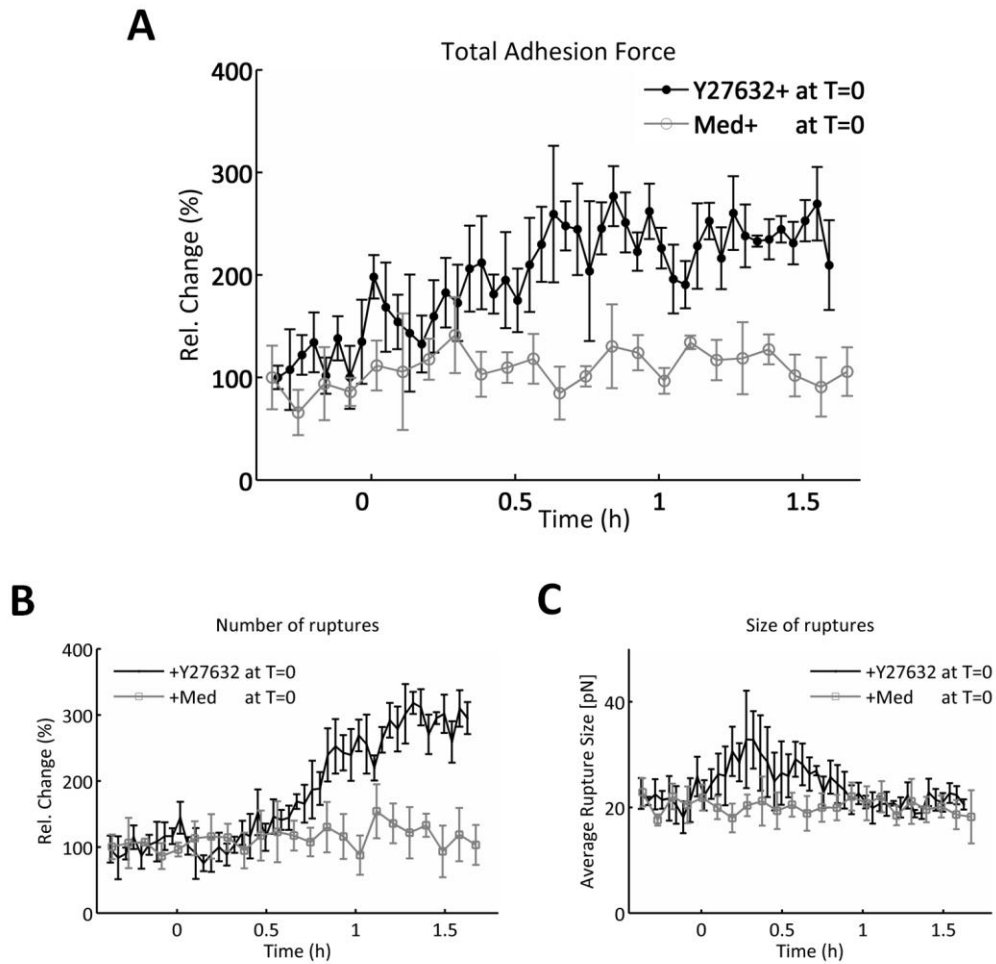 A
Total Adhesion Force
Y27632+ at T=0
Med+ at T=0
400
300
200
100
0
Rel. Change (%)
0 0.5 1 1.5
Time (h)
B
Number of ruptures
+Y27632 at T=0
+Med at T=0
400
300
200
100
0
Rel. Change (%)
0 0.5 1 1.5
Time (h)
C
Size of ruptures
+Y27632 at T=0
+Med at T=0
40
20
0
Average Rupture Size [pN]
0 0.5 1 1.5
Time (h)